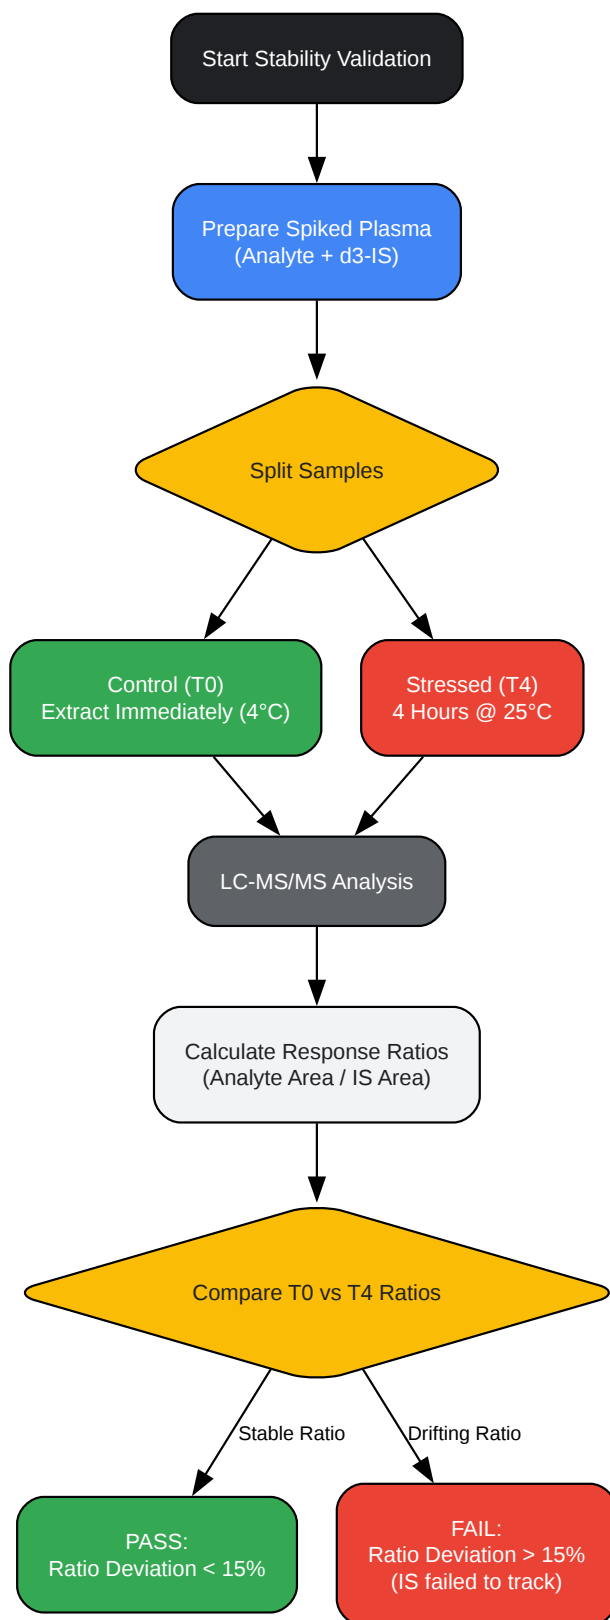 Start Stability Validation
Prepare Spiked Plasma
(Analyte + d3-IS)
Split Samples
Control (T0)
Extract Immediately (4°C)
Stressed (T4)
4 Hours @ 25°C
LC-MS/MS Analysis
Calculate Response Ratios
(Analyte Area / IS Area)
Compare T0 vs T4 Ratios
Stable Ratio
Drifting Ratio
PASS:
Ratio Deviation < 15%
FAIL:
Ratio Deviation > 15%
(IS failed to track)